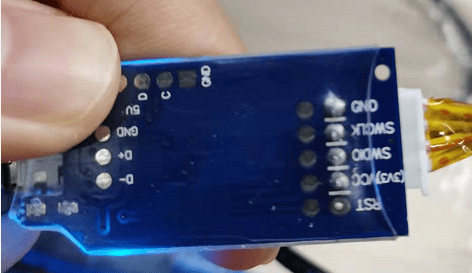 GND
C
D
5V
GND
D+
D-
GND
SWCLK
SWDIO
(3V3)VCC
RST